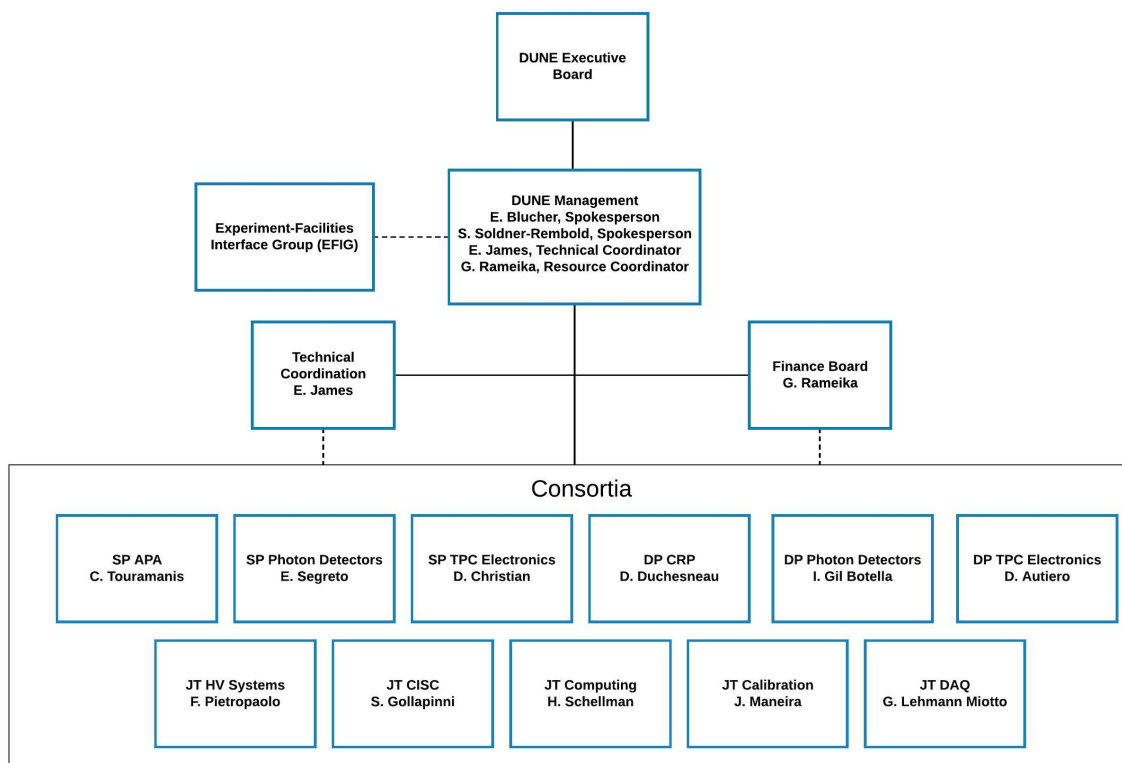 DUNE Executive
Board
DUNE Management
E. Blucher, Spokesperson
S. Soldner-Rembold, Spokesperson
E. James, Technical Coordinator
G. Rameika, Resource Coordinator
Experiment-Facilities
Interface Group (EFIG)
Technical
Coordination
E. James
Finance Board
G. Rameika
Consortia
SP APA
C. Touramanis
SP Photon Detectors
E. Segreto
SP TPC Electronics
D. Christian
DP CRP
D. Duchesneau
DP Photon Detectors
I. Gil Botella
DP TPC Electronics
D. Autiero
JT HV Systems
F. Pietropaolo
JT CISC
S. Gollapinni
JT Computing
H. Schellman
JT Calibration
J. Maneira
JT DAQ
G. Lehmann Miotto